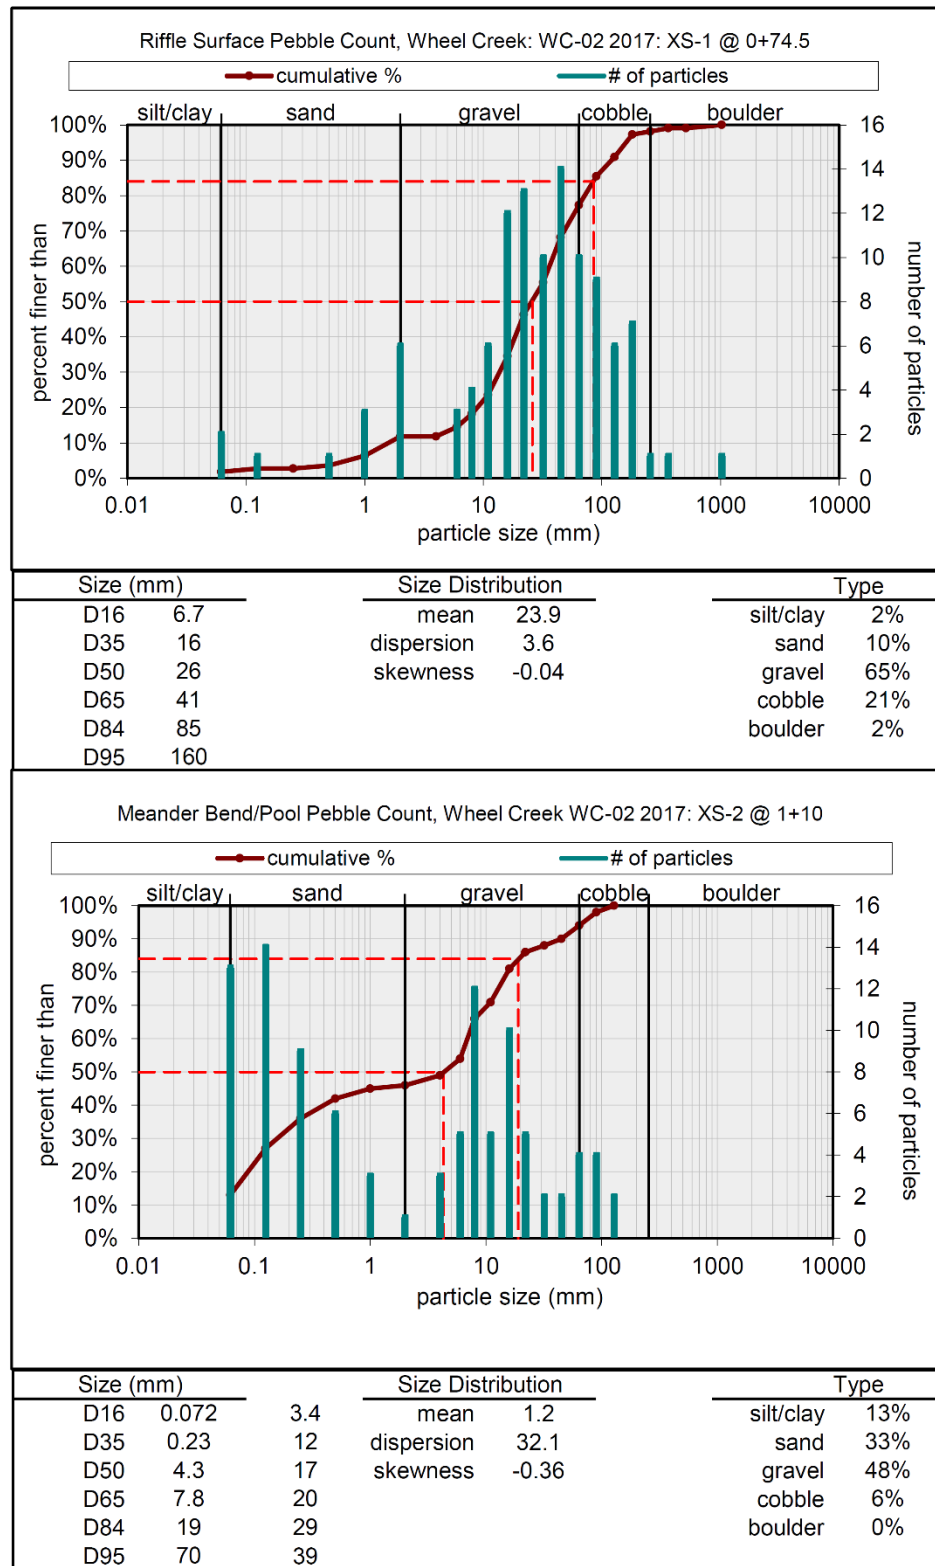 Riffle Surface Pebble Count, Wheel Creek: WC-02 2017: XS-1 @ 0+74.5
cumulative % # of particles
silt/clay sand gravel cobble boulder
100% 16
90% 14
80% 12
70% 10
60% 8
50% 6
40% 4
30% 2
20% 0
10%
0%
percent finer than
number of particles
0.01 0.1 1 10 100 1000 10000
particle size (mm)
Size (mm) Size Distribution Type
D16 6.7 mean 23.9 silt/clay 2%
D35 16 dispersion 3.6 sand 10%
D50 26 skewness -0.04 gravel 65%
D65 41 cobble 21%
D84 85 boulder 2%
D95 160
Meander Bend/Pool Pebble Count, Wheel Creek WC-02 2017: XS-2 @ 1+10
cumulative % # of particles
silt/clay sand gravel cobble boulder
100% 16
90% 14
80% 12
70% 10
60% 8
50% 6
40% 4
30% 2
20% 0
10%
0%
percent finer than
number of particles
0.01 0.1 1 10 100 1000 10000
particle size (mm)
Size (mm) Size Distribution Type
D16 0.072 3.4 mean 1.2 silt/clay 13%
D35 0.23 12 dispersion 32.1 sand 33%
D50 4.3 17 skewness -0.36 gravel 48%
D65 7.8 20 cobble 6%
D84 19 29 boulder 0%
D95 70 39